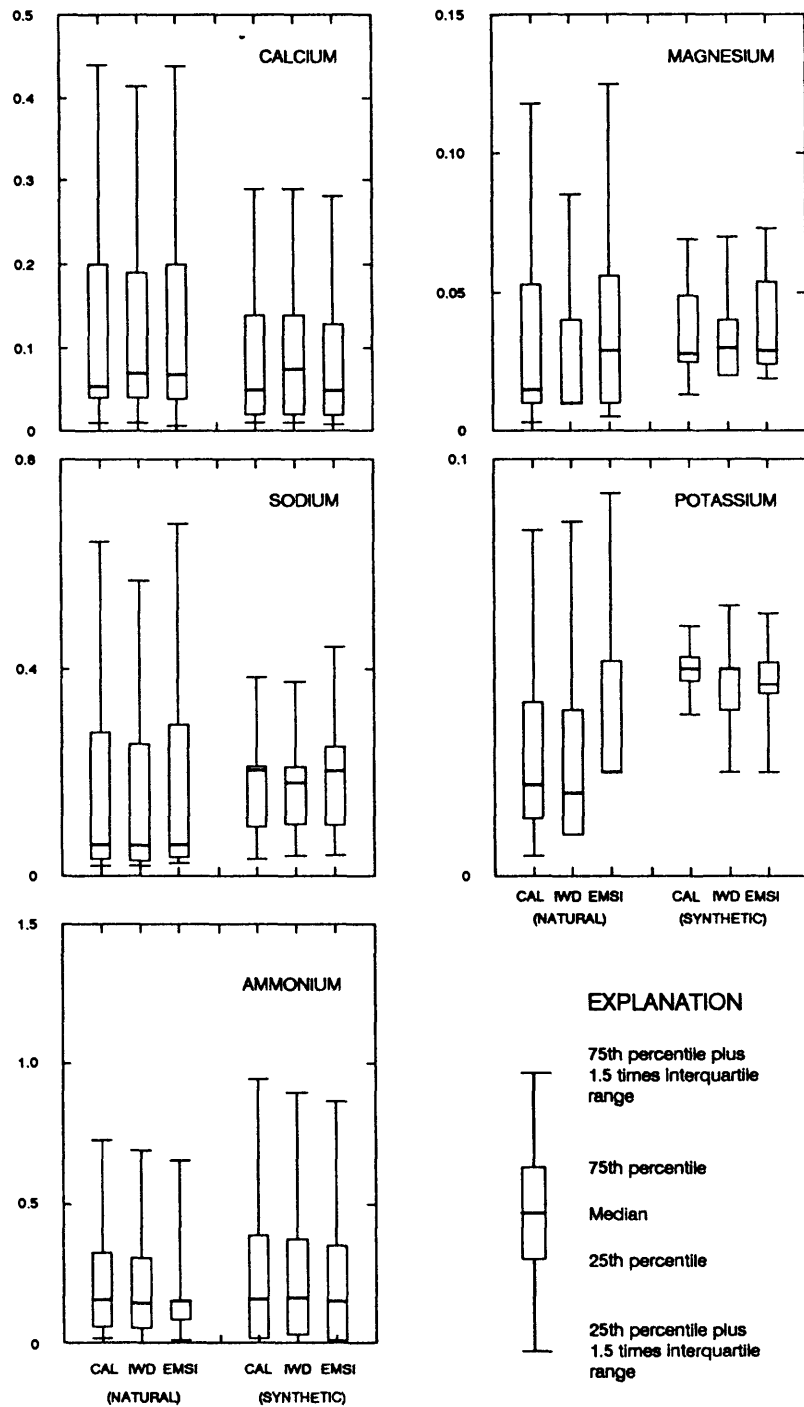 CALCIUM
0.5
0.4
0.3
0.2
0.1
0
MAGNESIUM
0.15
0.10
0.05
0
SODIUM
0.8
0.4
0
POTASSIUM
0.1
0
CAL IWD EMSI CAL IWD EMSI
(NATURAL) (SYNTHETIC)
AMMONIUM
1.5
1.0
0.5
0
CAL IWD EMSI CAL IWD EMSI
(NATURAL) (SYNTHETIC)
EXPLANATION
75th percentile plus
1.5 times interquartile
range
75th percentile
Median
25th percentile
25th percentile plus
1.5 times interquartile
range